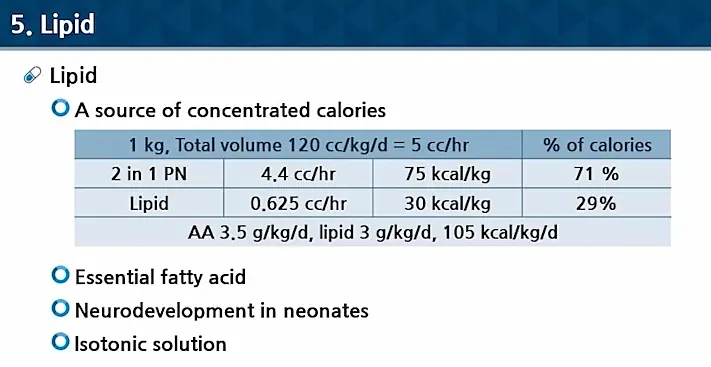 5. Lipid
Lipid
A source of concentrated calories
1 kg, Total volume 120 cc/kg/d = 5 cc/hr % of calories
2 in 1 PN 4.4 cc/hr 75 kcal/kg 71 %
Lipid 0.625 cc/hr 30 kcal/kg 29%
AA 3.5 g/kg/d, lipid 3 g/kg/d, 105 kcal/kg/d
Essential fatty acid
Neurodevelopment in neonates
Isotonic solution